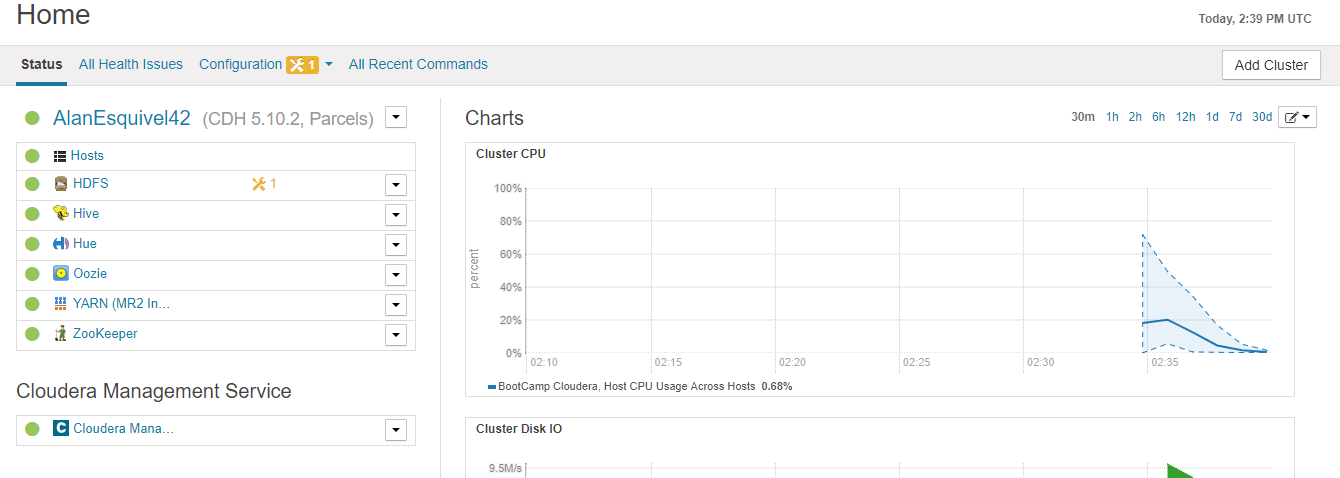 Home
Today, 2:39 PM UTC
Status All Health Issues Configuration 1 All Recent Commands Add Cluster
AlanEsquivel42 (CDH 5.10.2, Parcels)
Hosts
HDFS 1
Hive
Hue
Oozie
YARN (MR2 In...
ZooKeeper
Cloudera Management Service
C Cloudera Mana...
Charts
30m 1h 2h 6h 12h 1d 7d 30d
Cluster CPU
percent
100%
80%
60%
40%
20%
0%
02:10 02:15 02:20 02:25 02:30 02:35
BootCamp Cloudera, Host CPU Usage Across Hosts 0.68%
Cluster Disk IO
9.5M/s